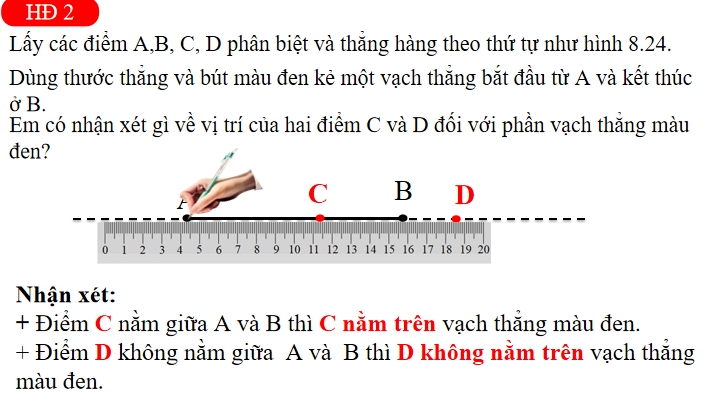 HĐ 2
Lấy các điểm A,B, C, D phân biệt và thẳng hàng theo thứ tự như hình 8.24.
Dùng thước thẳng và bút màu đen kẻ một vạch thẳng bắt đầu từ A và kết thúc
ở B.
Em có nhận xét gì về vị trí của hai điểm C và D đối với phần vạch thẳng màu
đen?
A C B D
0 1 2 3 4 5 6 7 8 9 10 11 12 13 14 15 16 17 18 19 20
Nhận xét:
+ Điểm C nằm giữa A và B thì C nằm trên vạch thẳng màu đen.
+ Điểm D không nằm giữa A và B thì D không nằm trên vạch thẳng
màu đen.